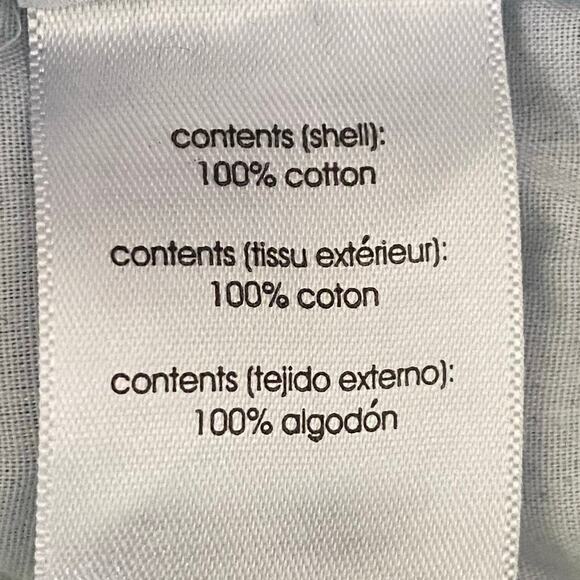 contents (shell):
100% cotton
contents (tissu extérieur):
100% coton
contents (tejido externo):
100% algodón